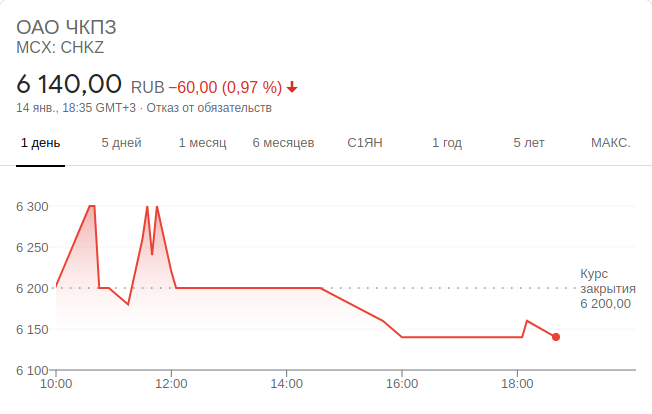 ОАО ЧКПЗ
MCX: CHKZ
6 140,00 RUB −60,00 (0,97 %)
14 янв., 18:35 GMT+3 · Отказ от обязательств
1 день 5 дней 1 месяц 6 месяцев С1ЯН 1 год 5 лет МАКС.
6 300
6 250
6 200
6 150
6 100
Курс
закрытия
6 200,00
10:00 12:00 14:00 16:00 18:00